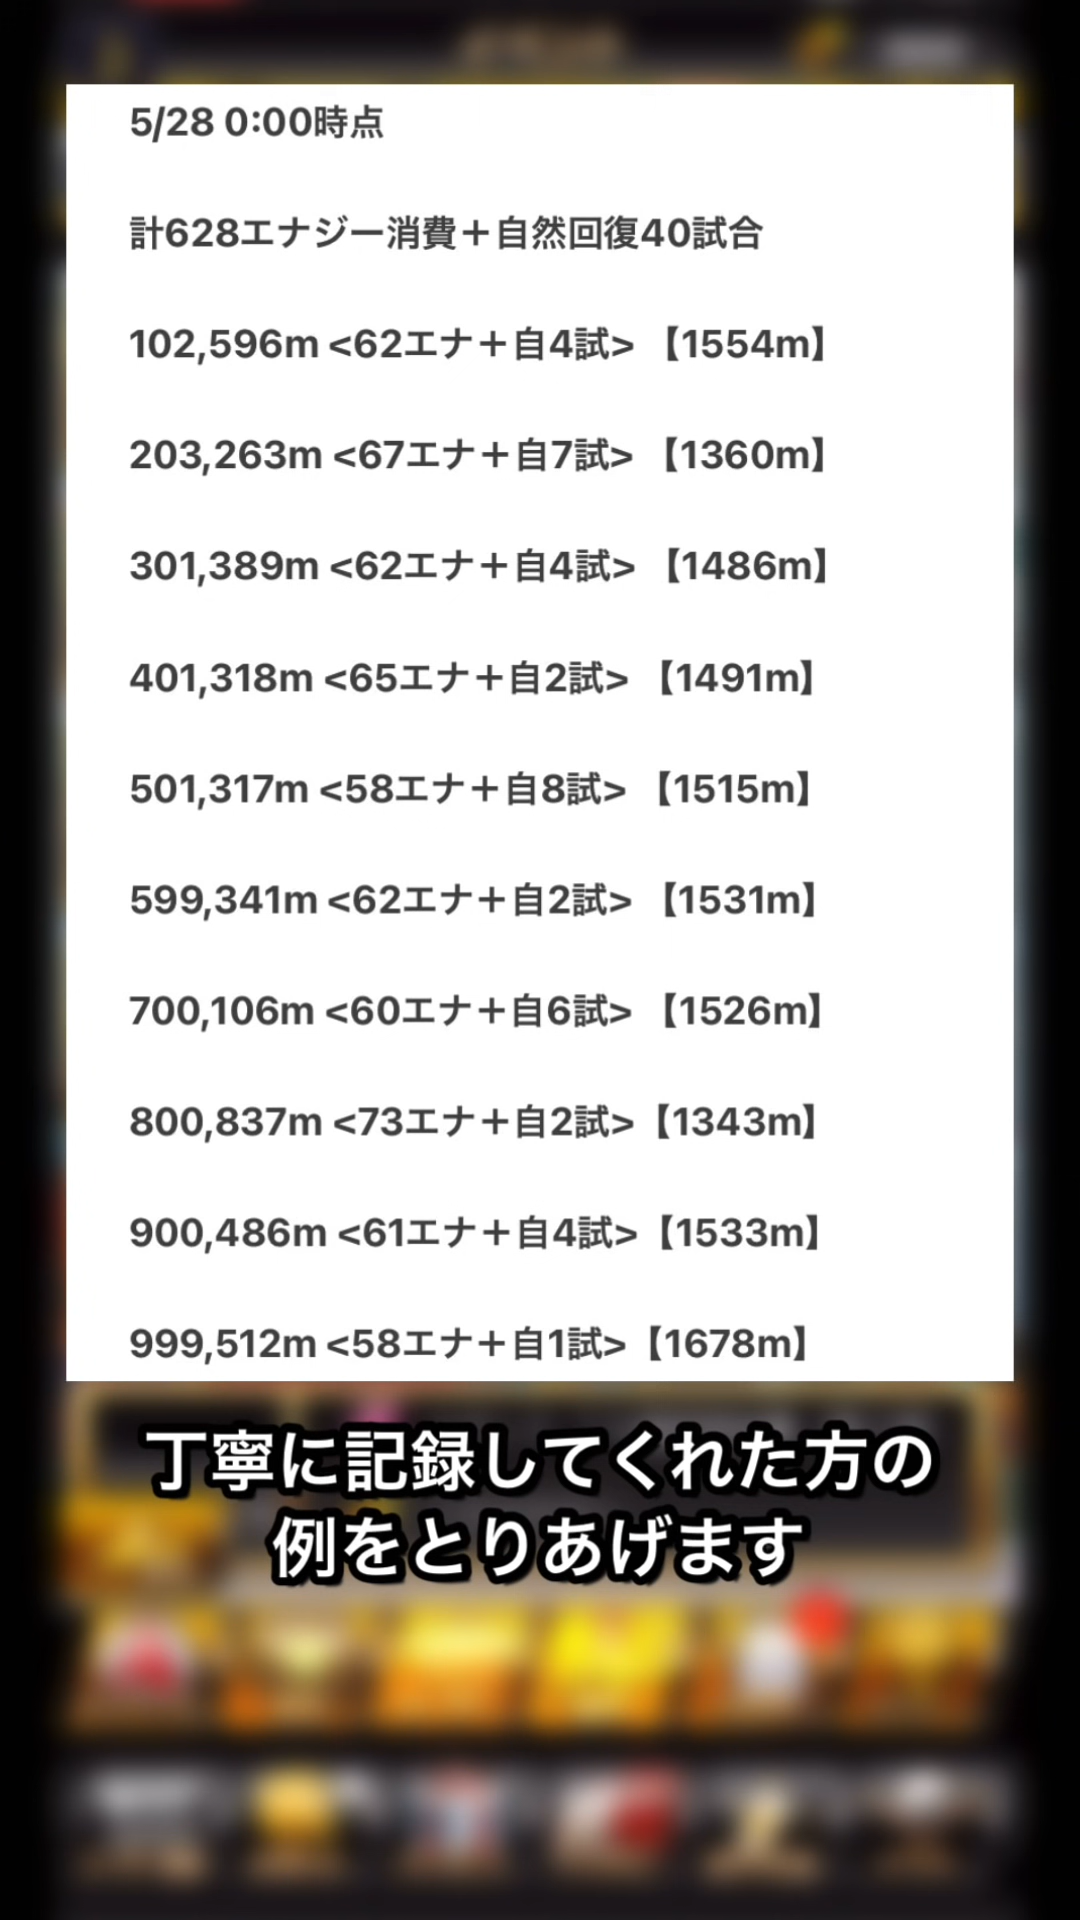 5/28 0:00時点
計628エナジー消費＋自然回復40試合
102,596m <62エナ＋自4試> 【1554m】
203,263m <67エナ＋自7試> 【1360m】
301,389m <62エナ＋自4試> 【1486m】
401,318m <65エナ＋自2試> 【1491m】
501,317m <58エナ＋自8試> 【1515m】
599,341m <62エナ＋自2試> 【1531m】
700,106m <60エナ＋自6試> 【1526m】
800,837m <73エナ＋自2試>【1343m】
900,486m <61エナ＋自4試>【1533m】
999,512m <58エナ＋自1試>【1678m】
丁寧に記録してくれた方の
例をとりあげます